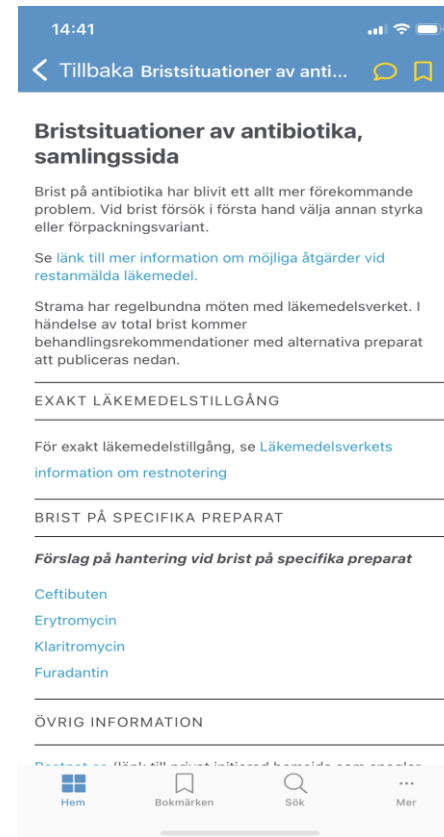 14:41
Tillbaka Bristsituationer av anti...
Bristsituationer av antibiotika,
samlingssida
Brist på antibiotika har blivit ett allt mer förekommande
problem. Vid brist försök i första hand välja annan styrka
eller förpackningsvariant.
Se länk till mer information om möjliga åtgärder vid
restanmälda läkemedel.
Strama har regelbundna möten med läkemedelsverket. I
händelse av total brist kommer
behandlingsrekommendationer med alternativa preparat
att publiceras nedan.
EXAKT LÄKEMEDELSTILLGÅNG
För exakt läkemedelstillgång, se Läkemedelsverkets
information om restnotering
BRIST PÅ SPECIFIKA PREPARAT
Förslag på hantering vid brist på specifika preparat
Ceftibuten
Erytromycin
Klaritromycin
Furadantin
ÖVRIG INFORMATION
Hem Bokmärken Sök Mer